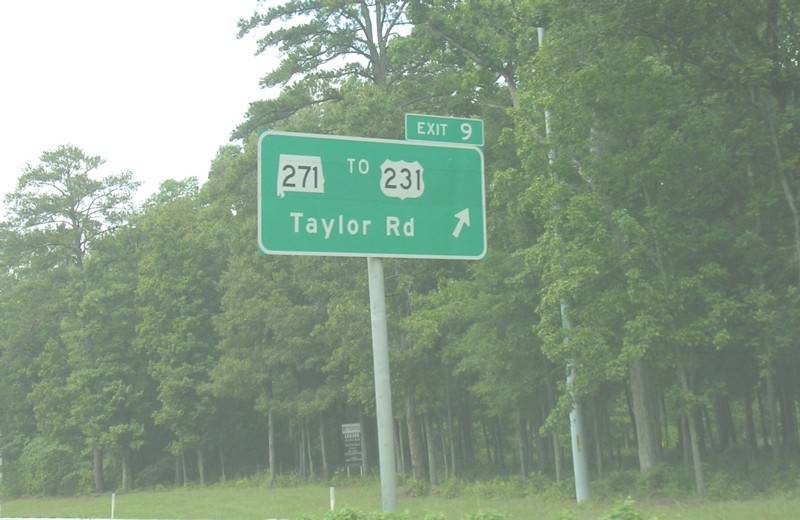 EXIT 9
271 TO 231
Taylor Rd